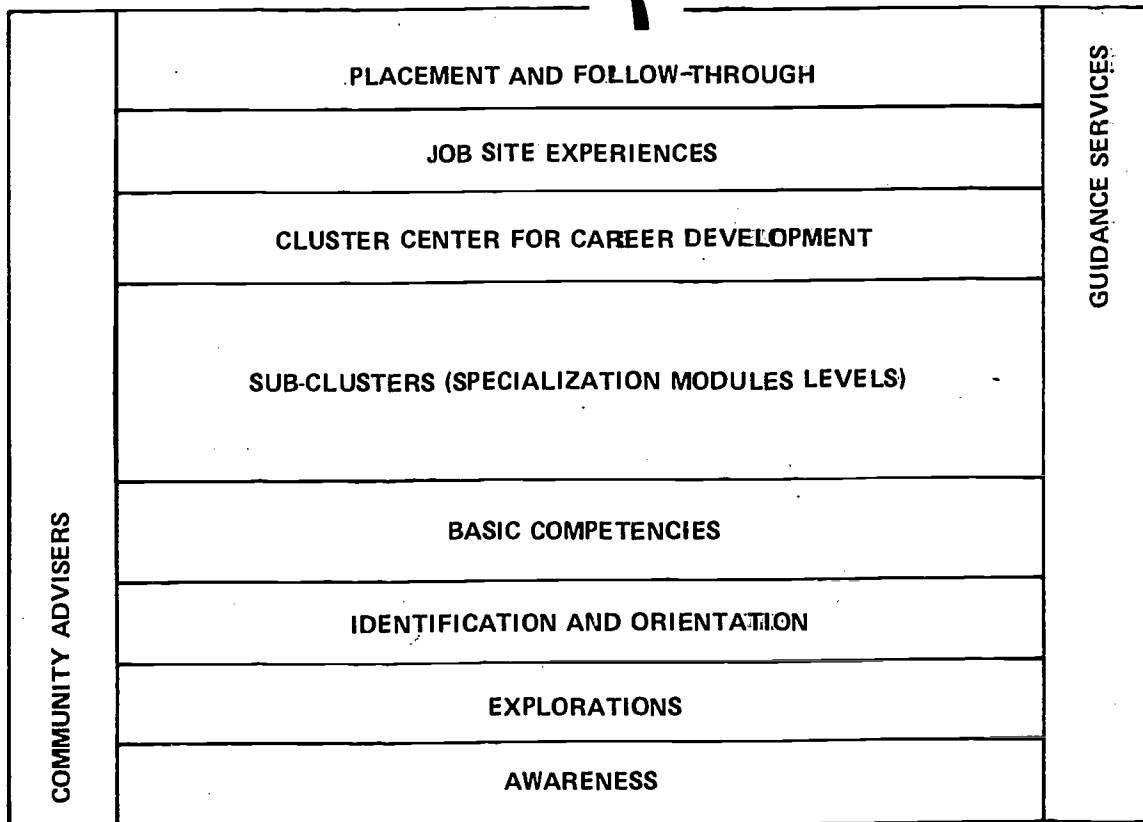 PLACEMENT AND FOLLOW-THROUGH
JOB SITE EXPERIENCES
CLUSTER CENTER FOR CAREER DEVELOPMENT
SUB-CLUSTERS (SPECIALIZATION MODULES LEVELS)
BASIC COMPETENCIES
IDENTIFICATION AND ORIENTATION
EXPLORATIONS
AWARENESS
COMMUNITY ADVISERS
GUIDANCE SERVICES